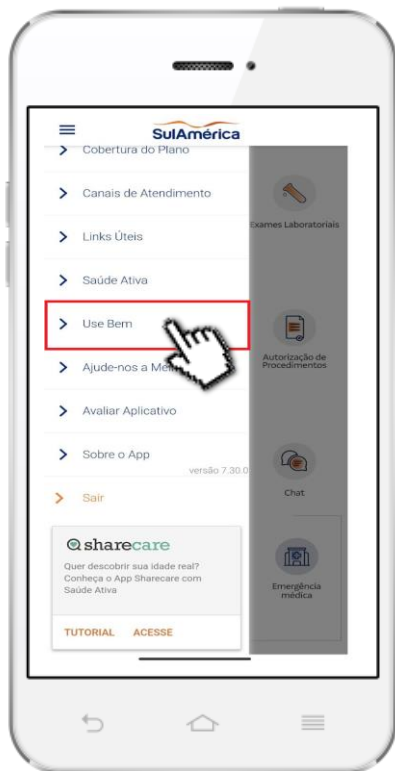 SulAmérica
Cobertura do Plano
Canais de Atendimento
Exames Laboratoriais
Links Úteis
Saúde Ativa
Use Bem
Autorização de
Procedimentos
Ajude-nos a
Avaliar Aplicativo
Sobre o App
versão 7.30.0
Chat
Sair
sharecare
Quer descobrir sua idade real?
Conheça o App Sharecare com
Saúde Ativa
Emergência
médica
TUTORIAL ACESSE